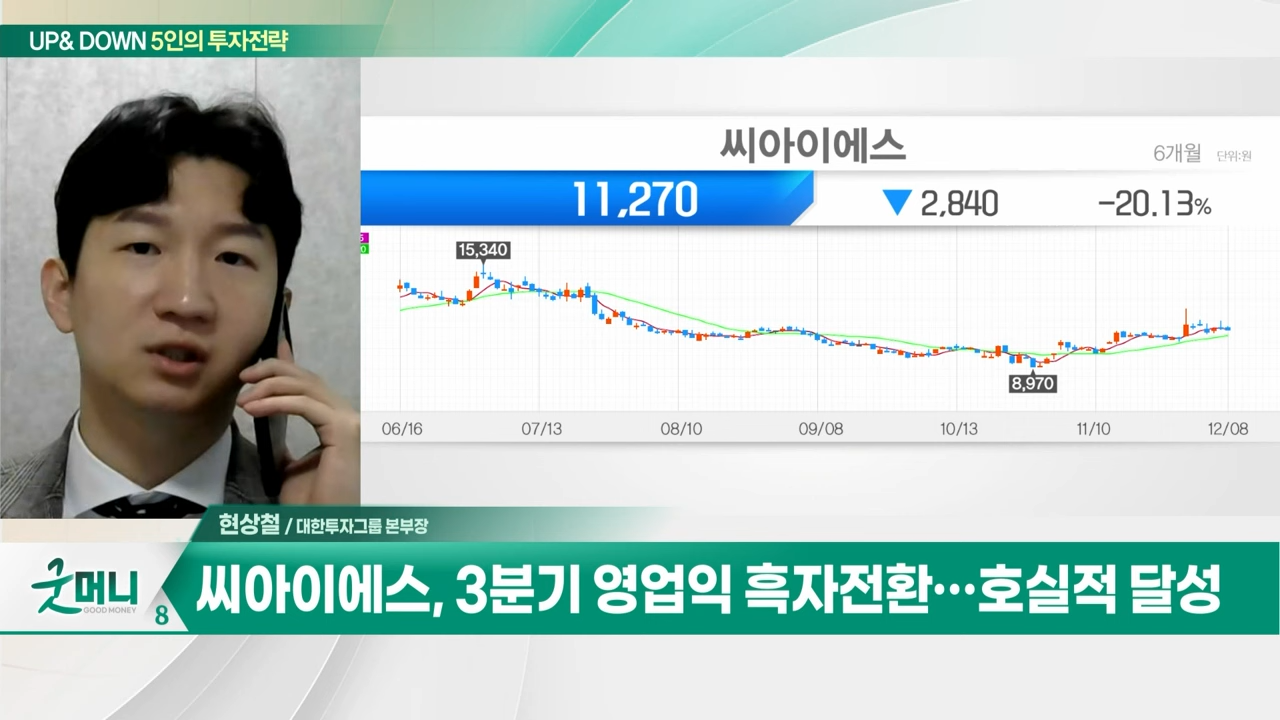 UP& DOWN 5인의 투자전략
씨아이에스
6개월 단위:원
11,270 ▼ 2,840 -20.13%
15,340
8,970
06/16 07/13 08/10 09/08 10/13 11/10 12/08
현상철 / 대한투자그룹 본부장
굿머니
GOOD MONEY
8
씨아이에스, 3분기 영업익 흑자전환…호실적 달성